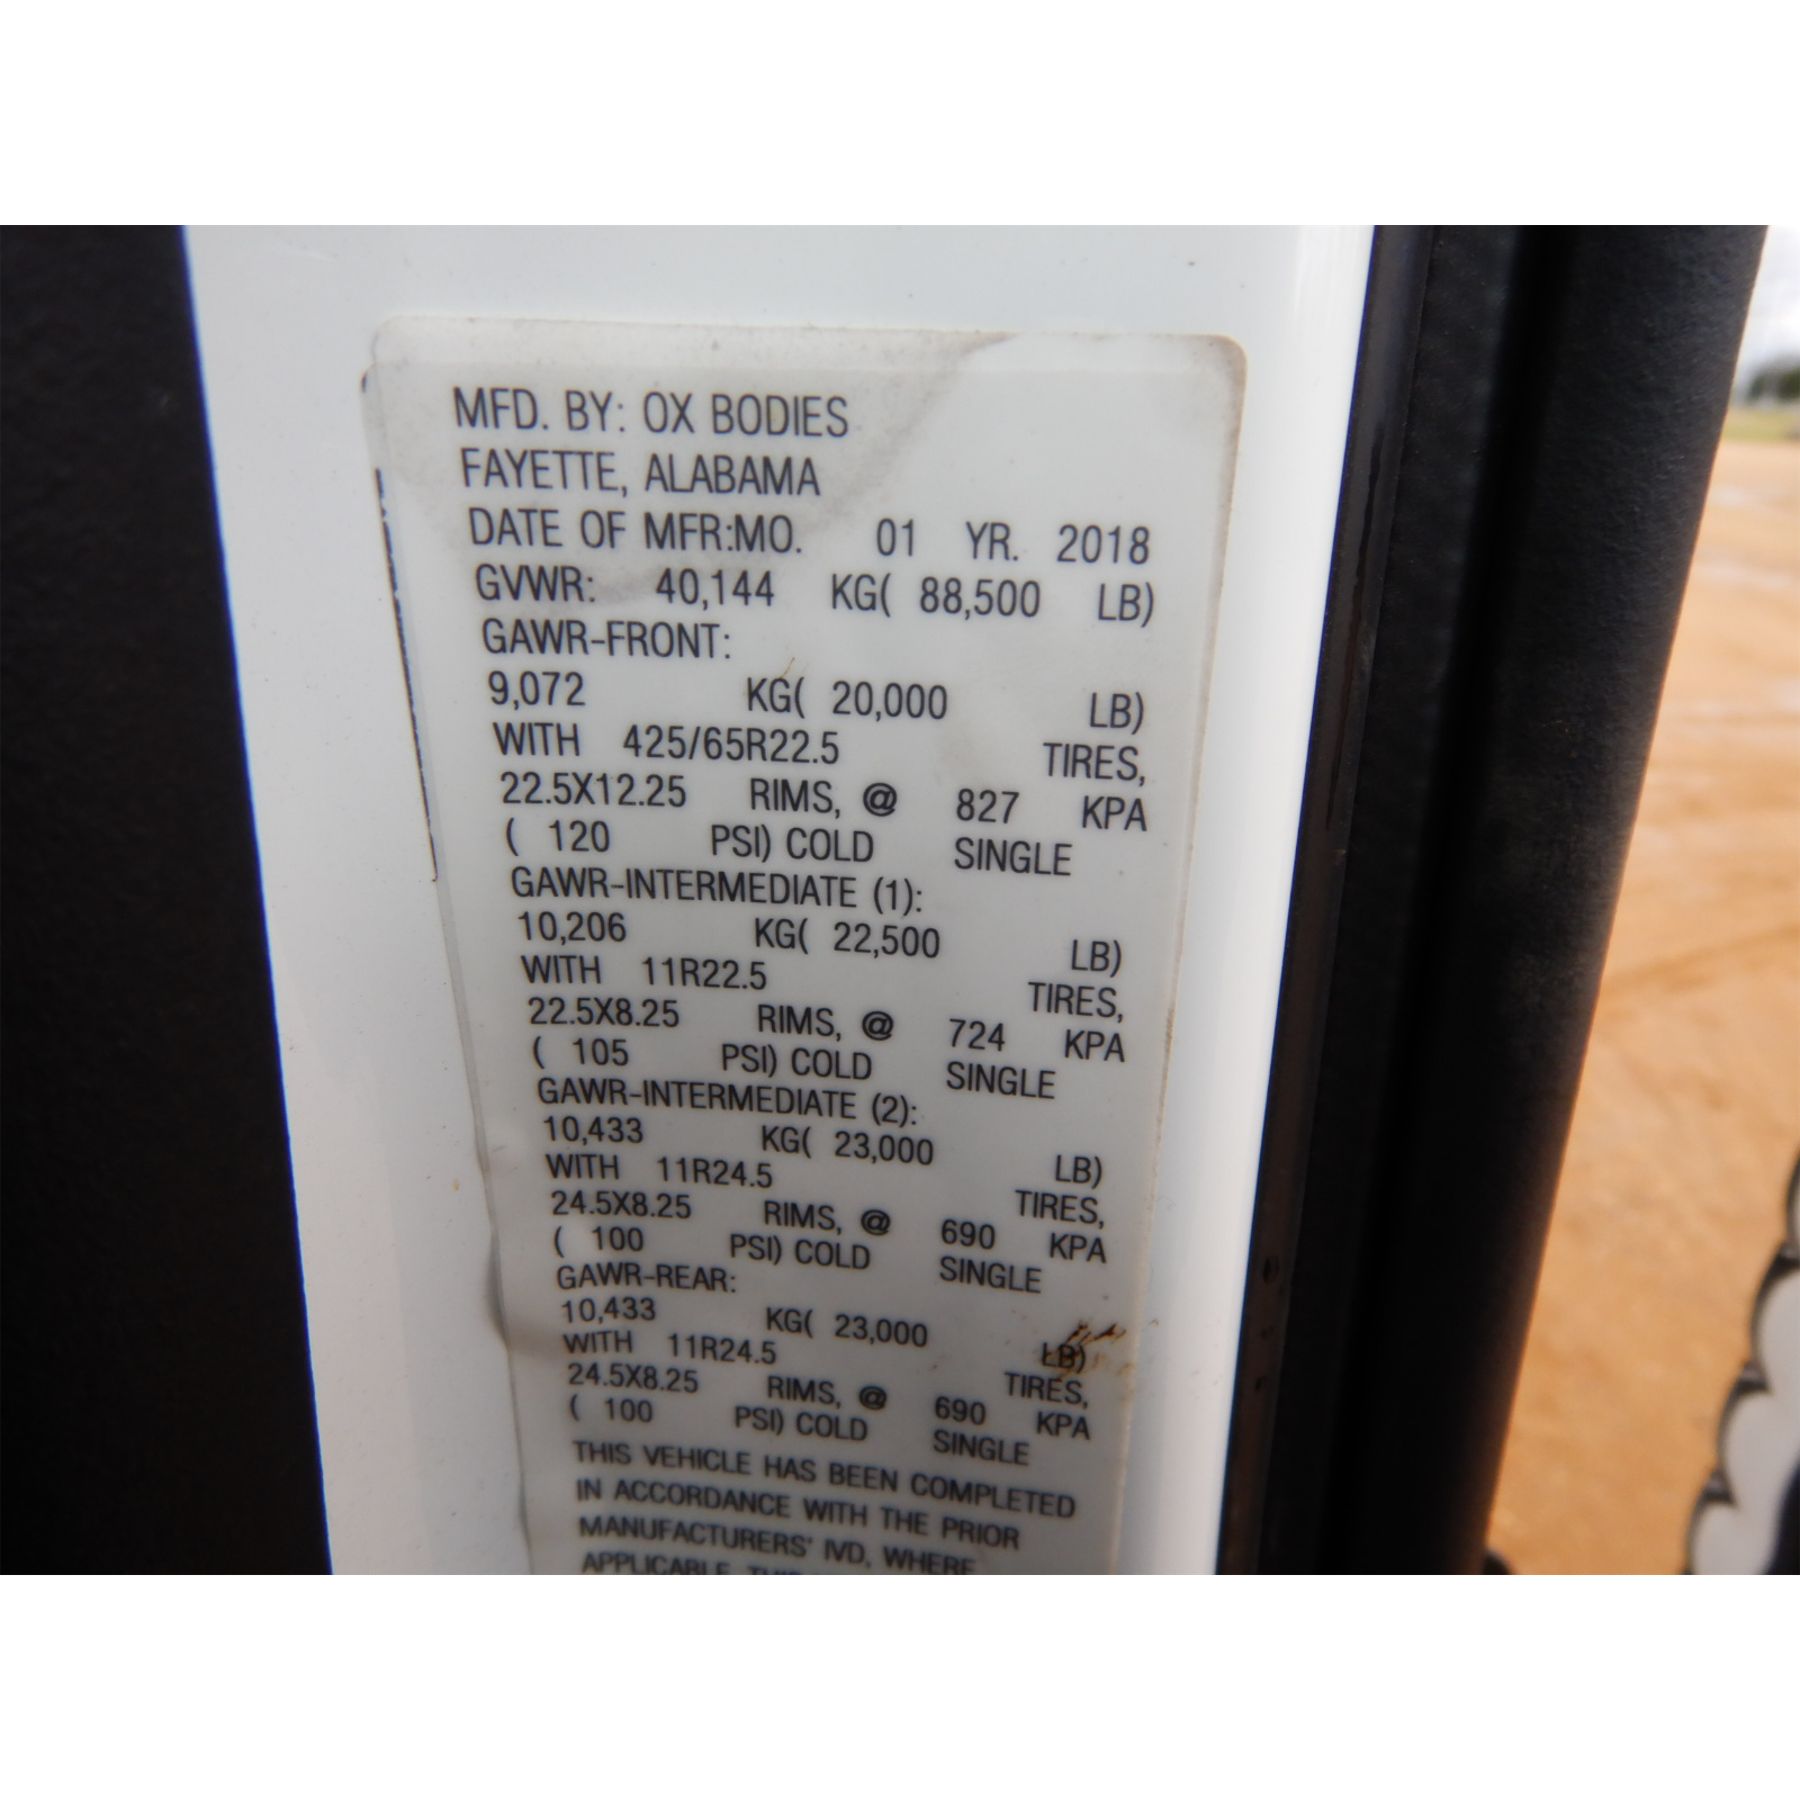 MFD. BY: OX BODIES
FAYETTE, ALABAMA
DATE OF MFR:MO. 01 YR. 2018
GVWR: 40,144 KG( 88,500 LB)
GAWR-FRONT:
9,072 KG( 20,000 LB)
WITH 425/65R22.5 TIRES,
22.5X12.25 RIMS, @ 827 KPA
( 120 PSI) COLD SINGLE
GAWR-INTERMEDIATE (1):
10,206 KG( 22,500 LB)
WITH 11R22.5 TIRES,
22.5X8.25 RIMS, @ 724 KPA
( 105 PSI) COLD SINGLE
GAWR-INTERMEDIATE (2):
10,433 KG( 23,000 LB)
WITH 11R24.5 TIRES,
24.5X8.25 RIMS, @ 690 KPA
( 100 PSI) COLD SINGLE
GAWR-REAR:
10,433 KG( 23,000 LB)
WITH 11R24.5 TIRES,
24.5X8.25 RIMS, @ 690 KPA
( 100 PSI) COLD SINGLE
THIS VEHICLE HAS BEEN COMPLETED
IN ACCORDANCE WITH THE PRIOR
MANUFACTURERS' IVD, WHERE
APPLICABLE